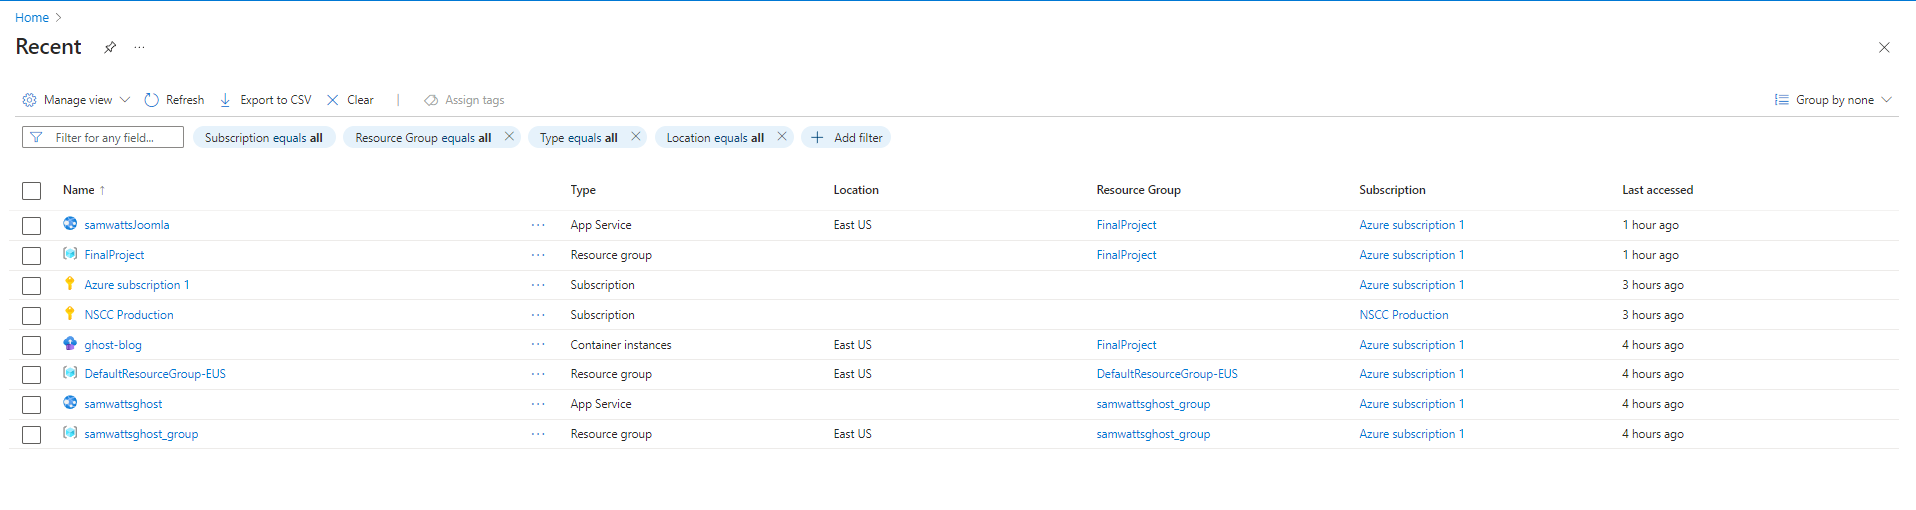 Home
Recent
Manage view Refresh Export to CSV Clear | Assign tags Group by none
Filter for any field... Subscription equals all Resource Group equals all Type equals all Location equals all Add filter
Name ↑ Type Location Resource Group Subscription Last accessed
samwattsJoomla ... App Service East US FinalProject Azure subscription 1 1 hour ago
FinalProject ... Resource group FinalProject Azure subscription 1 1 hour ago
Azure subscription 1 ... Subscription Azure subscription 1 3 hours ago
NSCC Production ... Subscription NSCC Production 3 hours ago
ghost-blog ... Container instances East US FinalProject Azure subscription 1 4 hours ago
DefaultResourceGroup-EUS ... Resource group East US DefaultResourceGroup-EUS Azure subscription 1 4 hours ago
samwattsghost ... App Service samwattsghost_group Azure subscription 1 4 hours ago
samwattsghost_group ... Resource group East US samwattsghost_group Azure subscription 1 4 hours ago